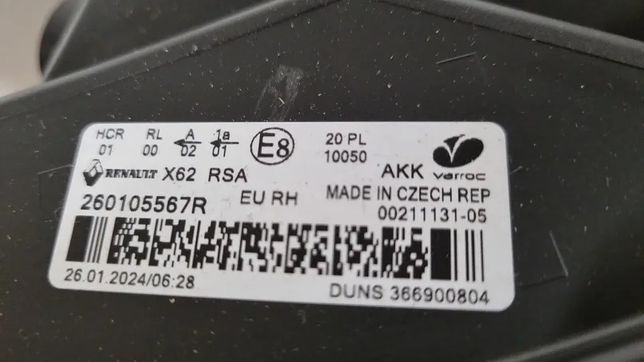 HCR RL A 1a E8 20 PL
01 00 02 01 10050
RENAULT X62 RSA AKK varroc
260105567R EU RH MADE IN CZECH REP
00211131-05
26.01.2024/06:28 DUNS 366900804